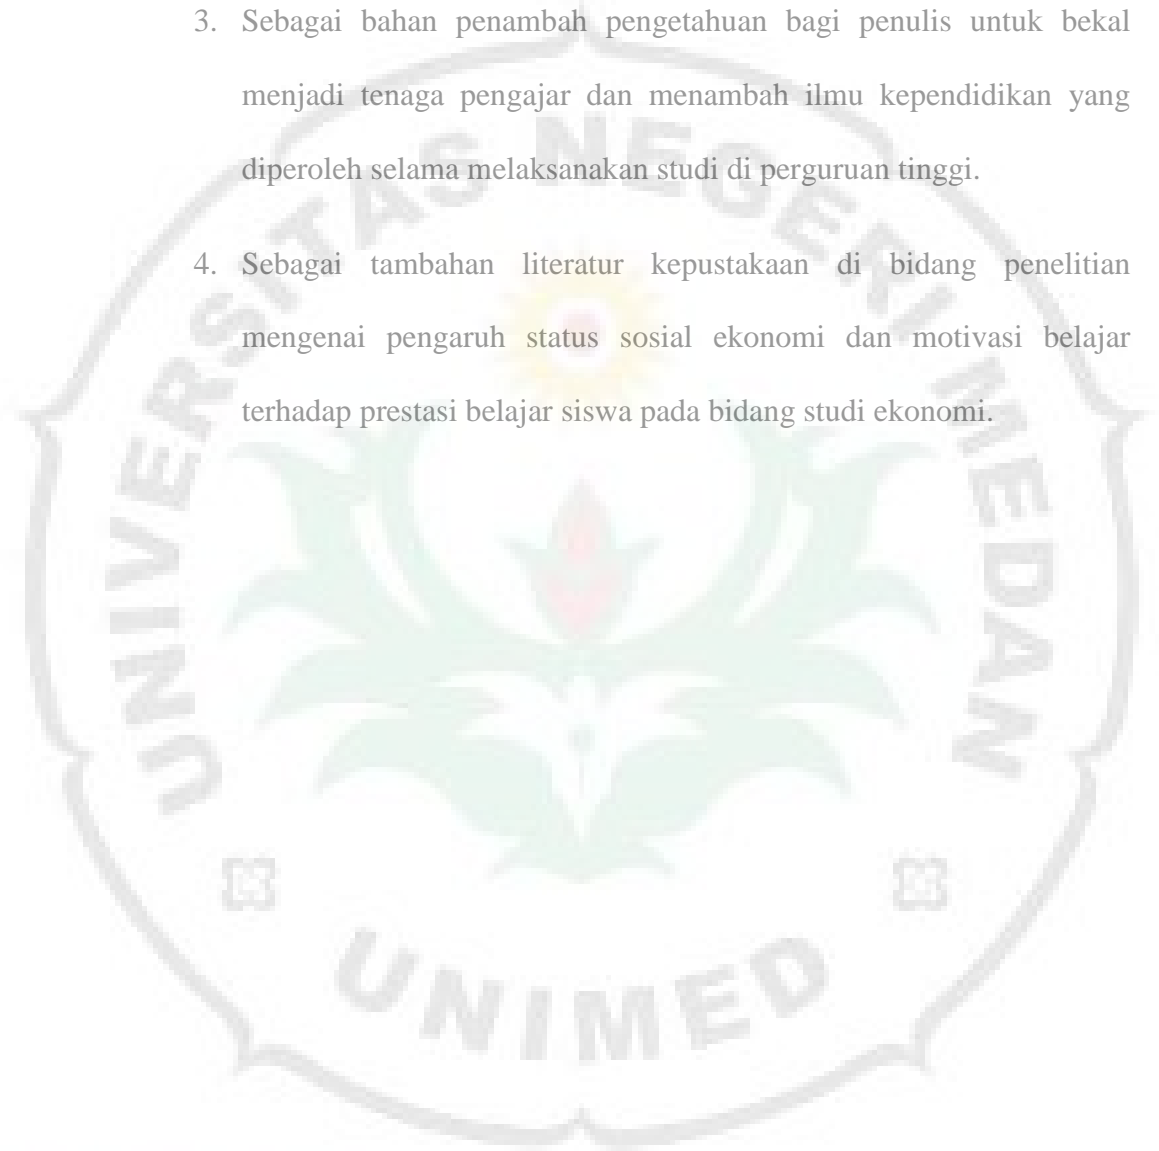 3. Sebagai bahan penambah pengetahuan bagi penulis untuk bekal
menjadi tenaga pengajar dan menambah ilmu kependidikan yang
diperoleh selama melaksanakan studi di perguruan tinggi.
4. Sebagai tambahan literatur kepustakaan di bidang penelitian
mengenai pengaruh status sosial ekonomi dan motivasi belajar
terhadap prestasi belajar siswa pada bidang studi ekonomi.
UNIVERSITAS NEGERI MEDAN
UNIMED